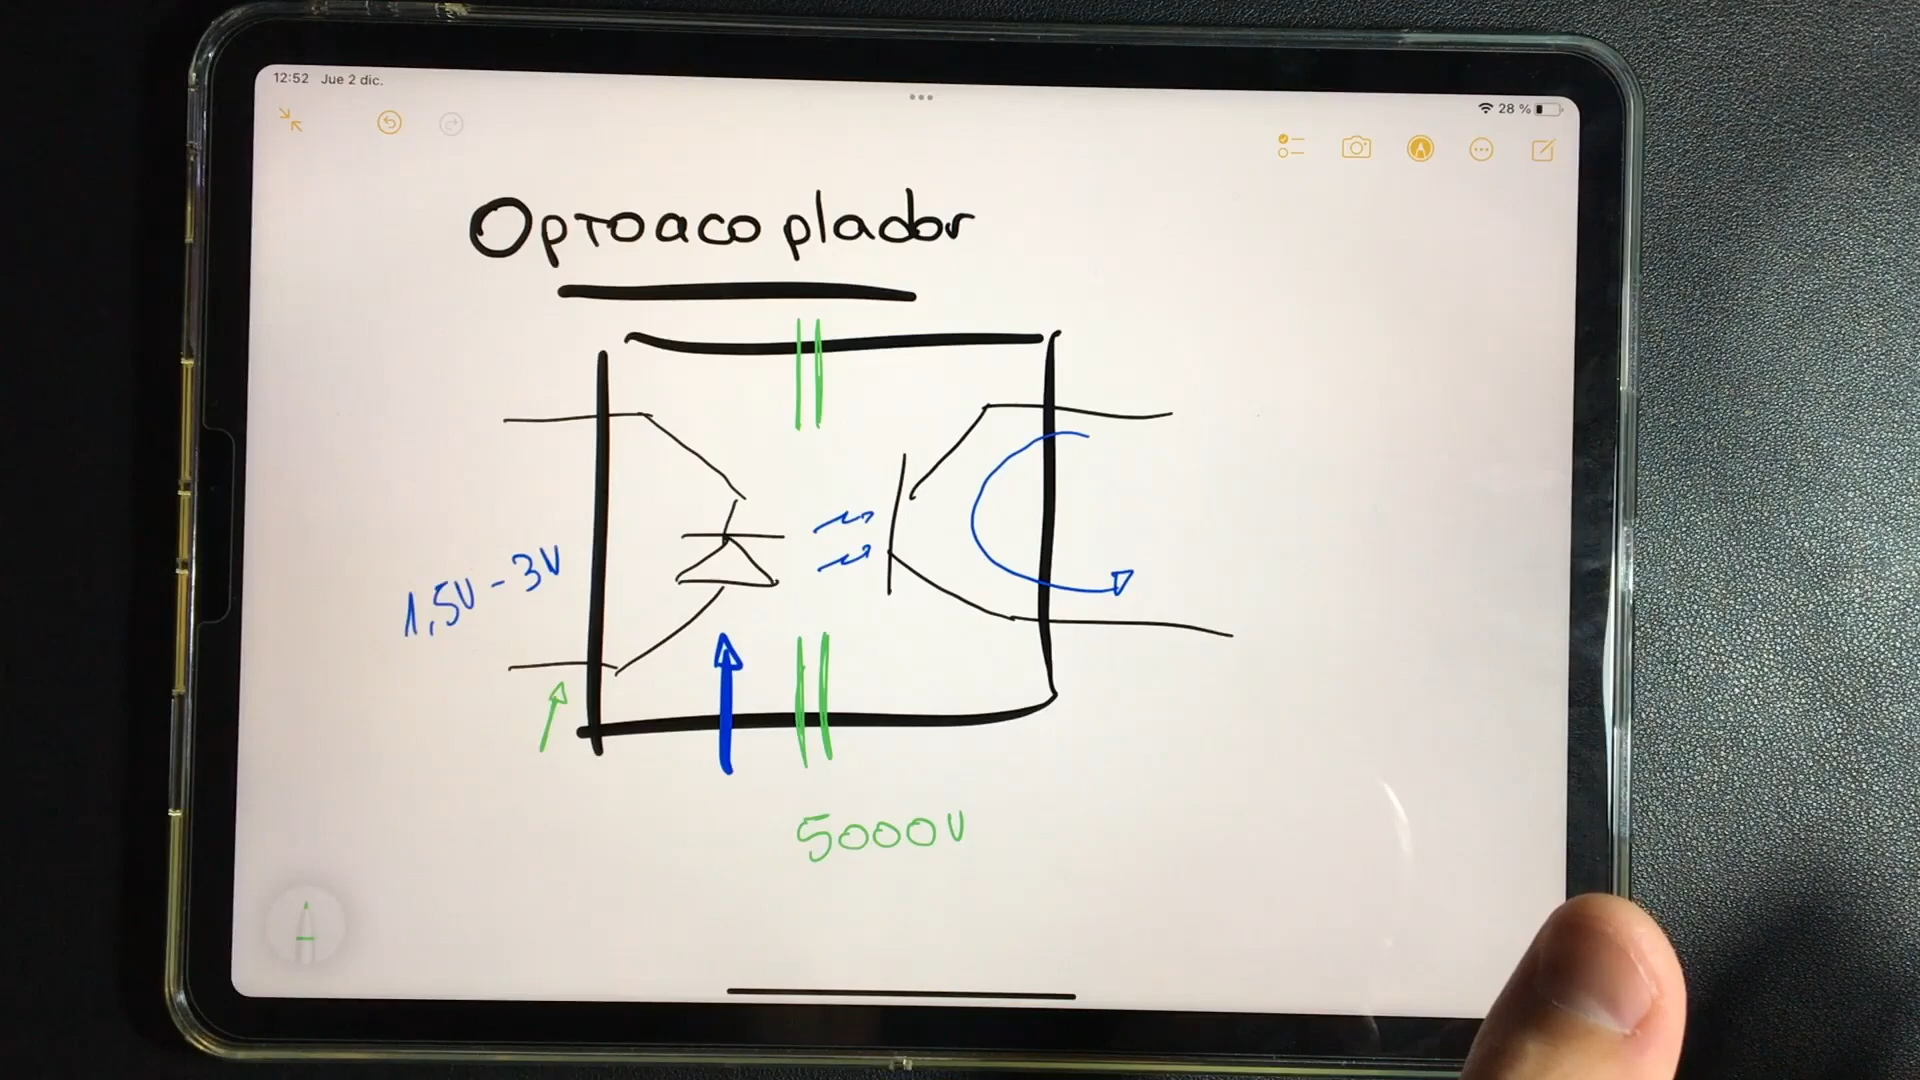 12:52 Jue 2 dic.
28 %
Optoacoplador
1,5V - 3V
5000V